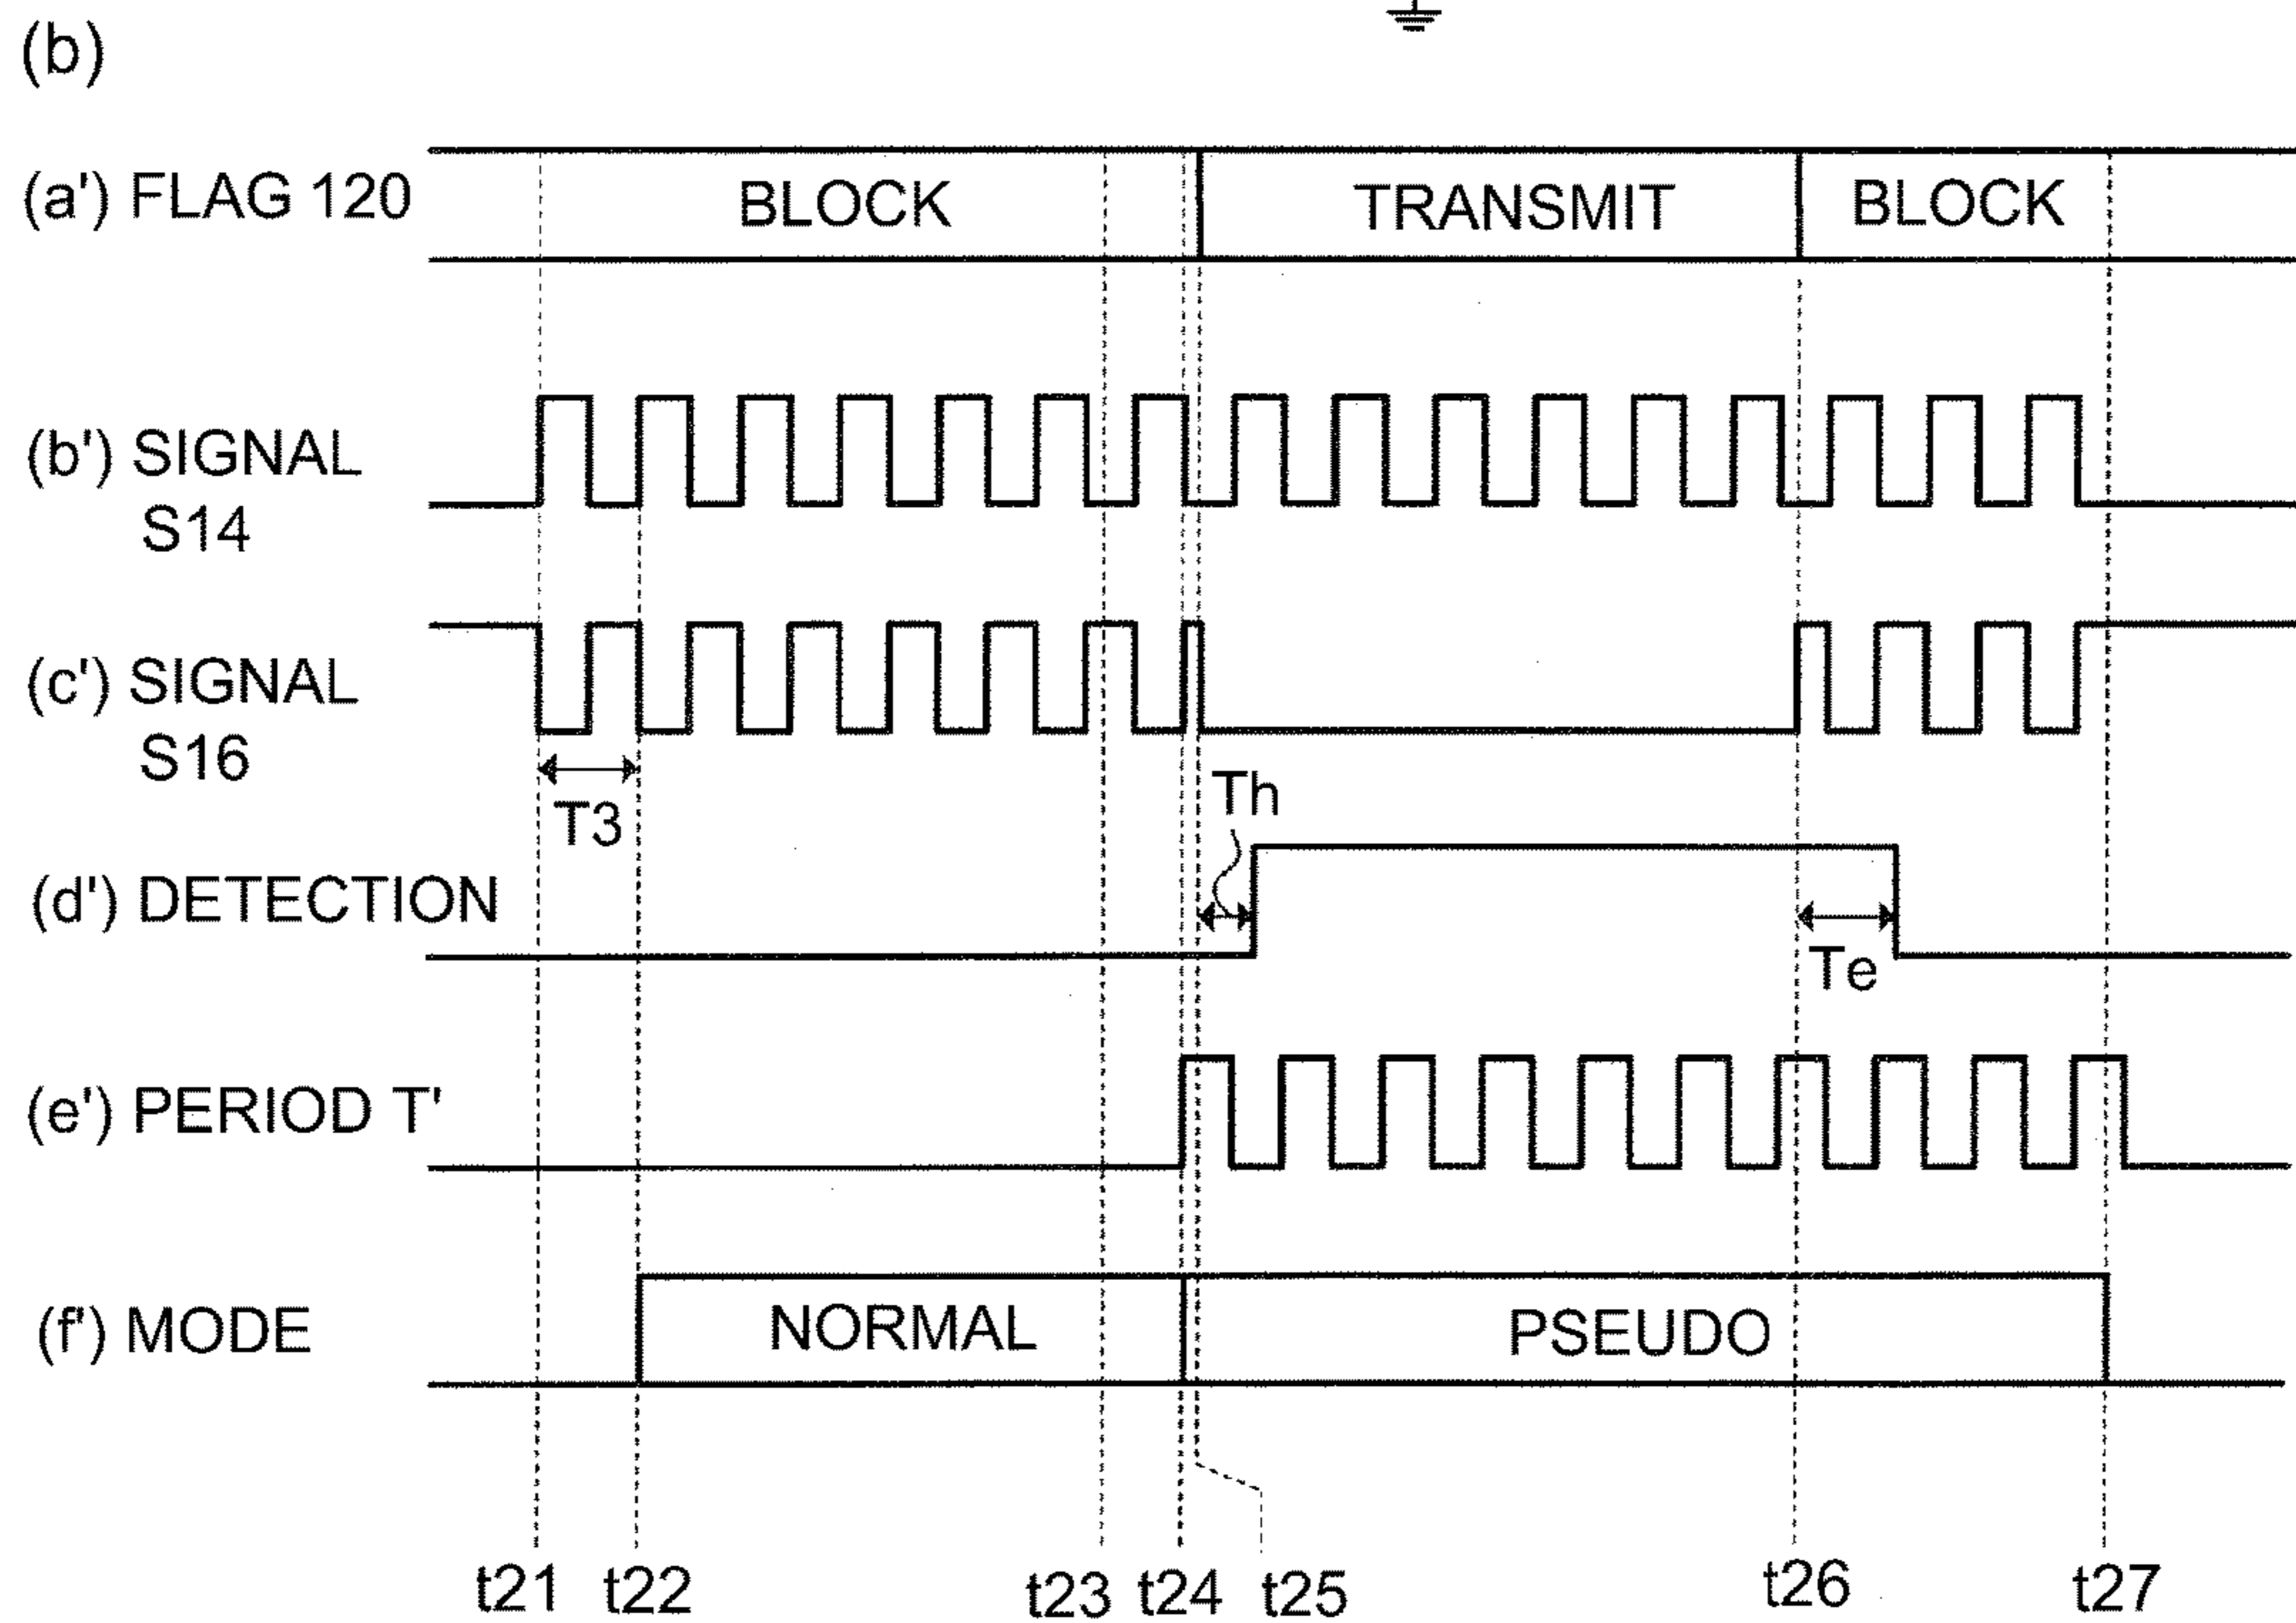 (b)
(a') FLAG 120
BLOCK
TRANSMIT
BLOCK
(b') SIGNAL
S14
(c') SIGNAL
S16
T3
Th
(d') DETECTION
Te
(e') PERIOD T'
(f') MODE
NORMAL
PSEUDO
t21
t22
t23
t24
t25
t26
t27